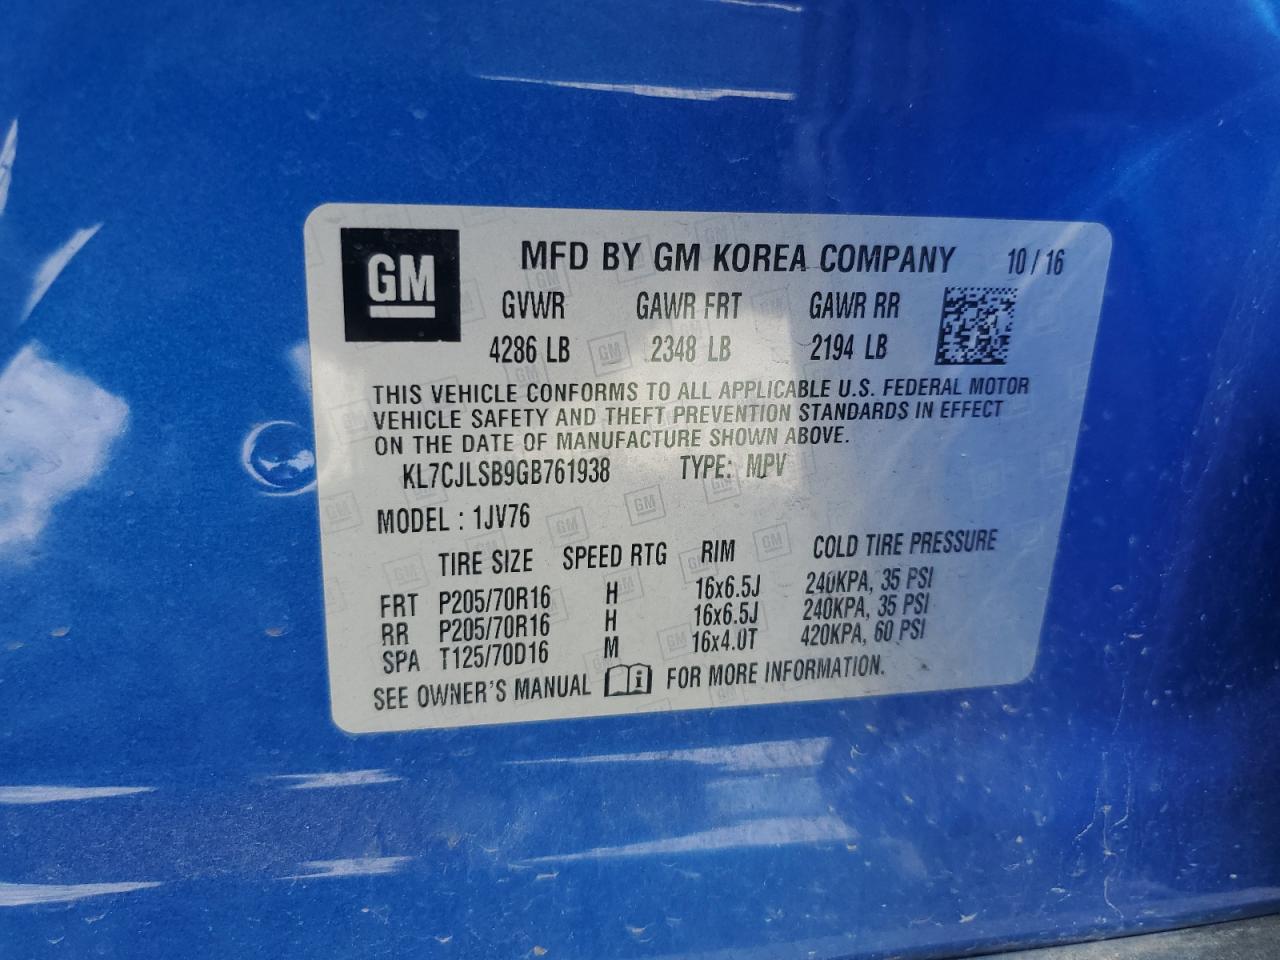 GM
MFD BY GM KOREA COMPANY 10 / 16
GVWR GAWR FRT GAWR RR
4286 LB 2348 LB 2194 LB
THIS VEHICLE CONFORMS TO ALL APPLICABLE U.S. FEDERAL MOTOR
VEHICLE SAFETY AND THEFT PREVENTION STANDARDS IN EFFECT
ON THE DATE OF MANUFACTURE SHOWN ABOVE.
KL7CJLSB9GB761938 TYPE: MPV
MODEL : 1JV76
TIRE SIZE SPEED RTG RIM COLD TIRE PRESSURE
FRT P205/70R16 H 16x6.5J 240KPA, 35 PSI
RR P205/70R16 H 16x6.5J 240KPA, 35 PSI
SPA T125/70D16 M 16x4.0T 420KPA, 60 PSI
SEE OWNER'S MANUAL FOR MORE INFORMATION.